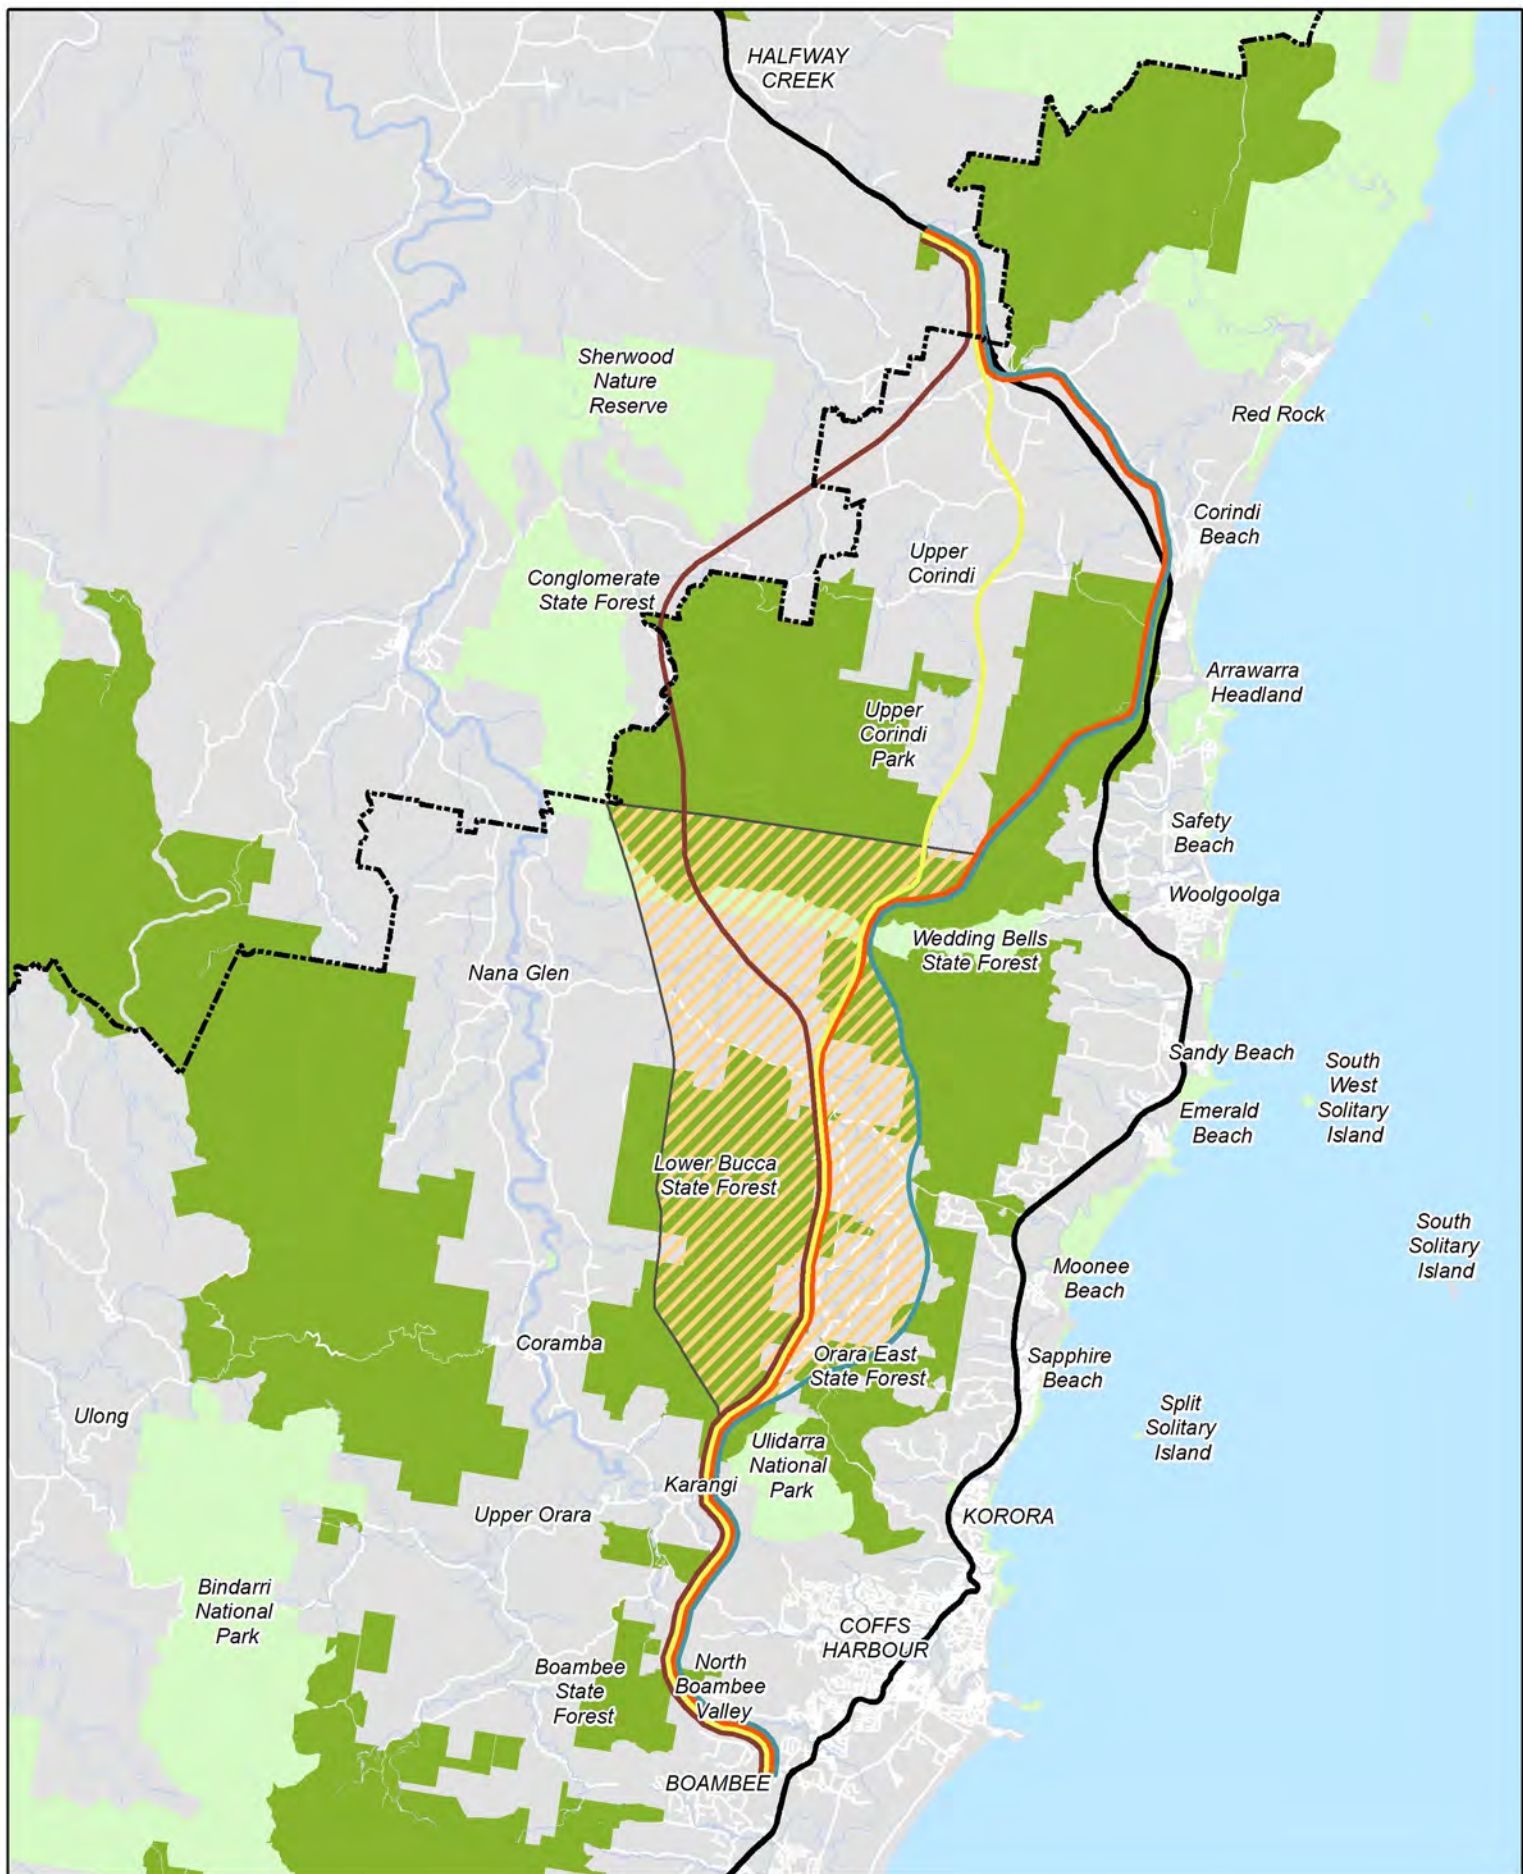 HALFWAY
CREEK
Sherwood
Nature
Reserve
Red Rock
Corindi
Beach
Upper
Corindi
Conglomerate
State Forest
Arrawarra
Headland
Upper
Corindi
Park
Safety
Beach
Woolgoolga
Wedding Bells
State Forest
Nana Glen
Sandy Beach
South
West
Solitary
Island
Emerald
Beach
Lower Bucca
State Forest
South
Solitary
Island
Moonee
Beach
Coramba
Orara East
State Forest
Sapphire
Beach
Ulong
Split
Solitary
Island
Ulidarra
National
Park
Karangi
Upper Orara
KORORA
Bindarri
National
Park
COFFS
HARBOUR
Boambee
State
Forest
North
Boambee
Valley
BOAMBEE